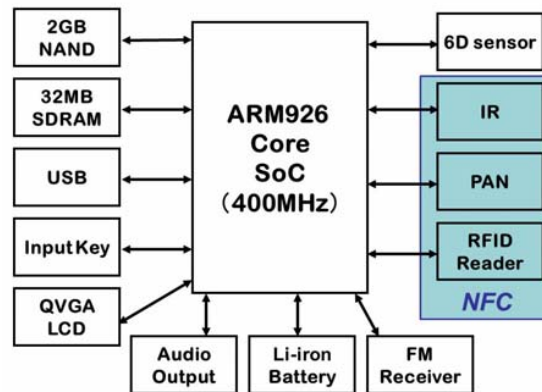 2GB
NAND
32MB
SDRAM
USB
Input Key
QVGA
LCD
ARM926
Core
SoC
(400MHz)
6D sensor
IR
PAN
RFID
Reader
NFC
Audio
Output
Li-iron
Battery
FM
Receiver